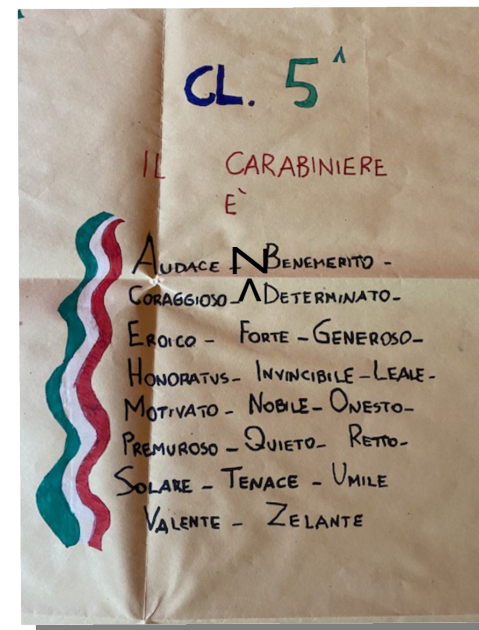 CL. 5^
IL CARABINIERE
È
AUDACE - BENEMERITO -
CORAGGIOSO - DETERMINATO -
EROICO - FORTE - GENEROSO -
HONORATUS - INVINCIBILE - LEALE -
MOTIVATO - NOBILE - ONESTO -
PREMUROSO - QUIETO - RETTO -
SOLARE - TENACE - UMILE
VALENTE - ZELANTE